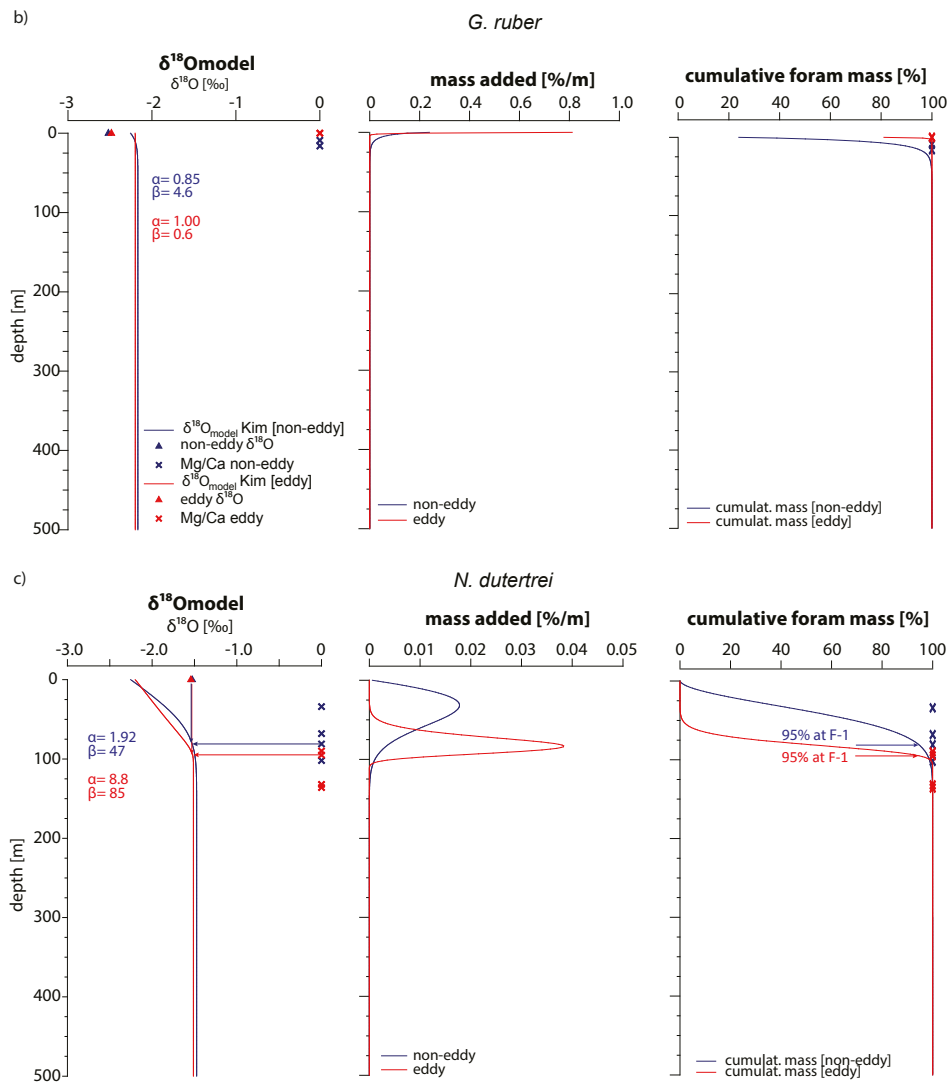 b)
G. ruber
δ¹⁸Omodel
δ¹⁸O [‰]
-3 -2 -1 0
mass added [%/m]
0 0.2 0.4 0.6 0.8 1.0
cumulative foram mass [%]
0 20 40 60 80 100
depth [m]
0
100
200
300
400
500
α= 0.85
β= 4.6
α= 1.00
β= 0.6
δ¹⁸Omodel Kim [non-eddy]
non-eddy δ¹⁸O
Mg/Ca non-eddy
δ¹⁸Omodel Kim [eddy]
eddy δ¹⁸O
Mg/Ca eddy
non-eddy
eddy
cumulat. mass [non-eddy]
cumulat. mass [eddy]
c)
N. dutertrei
δ¹⁸Omodel
δ¹⁸O [‰]
-3.0 -2.0 -1.0 0
mass added [%/m]
0 0.01 0.02 0.03 0.04 0.05
cumulative foram mass [%]
0 20 40 60 80 100
depth [m]
0
100
200
300
400
500
α= 1.92
β= 47
α= 8.8
β= 85
95% at F-1
95% at F-1
non-eddy
eddy
cumulat. mass [non-eddy]
cumulat. mass [eddy]